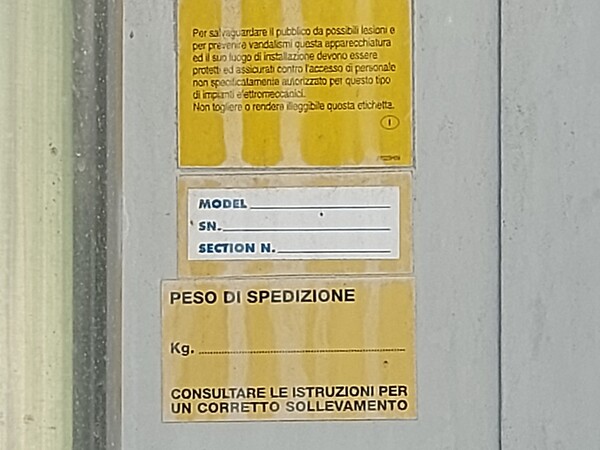 Per salvaguardare il pubblico da possibili lesioni e
per prevenire vandalismi questa apparecchiatura
ed il suo luogo di installazione devono essere
protetti ed assicurati contro l'accesso di personale
non specificatamente autorizzato per questo tipo
di impianti elettromeccanici.
Non togliere o rendere illeggibile questa etichetta.
I
MODEL
SN.
SECTION N.
PESO DI SPEDIZIONE
Kg.
CONSULTARE LE ISTRUZIONI PER
UN CORRETTO SOLLEVAMENTO